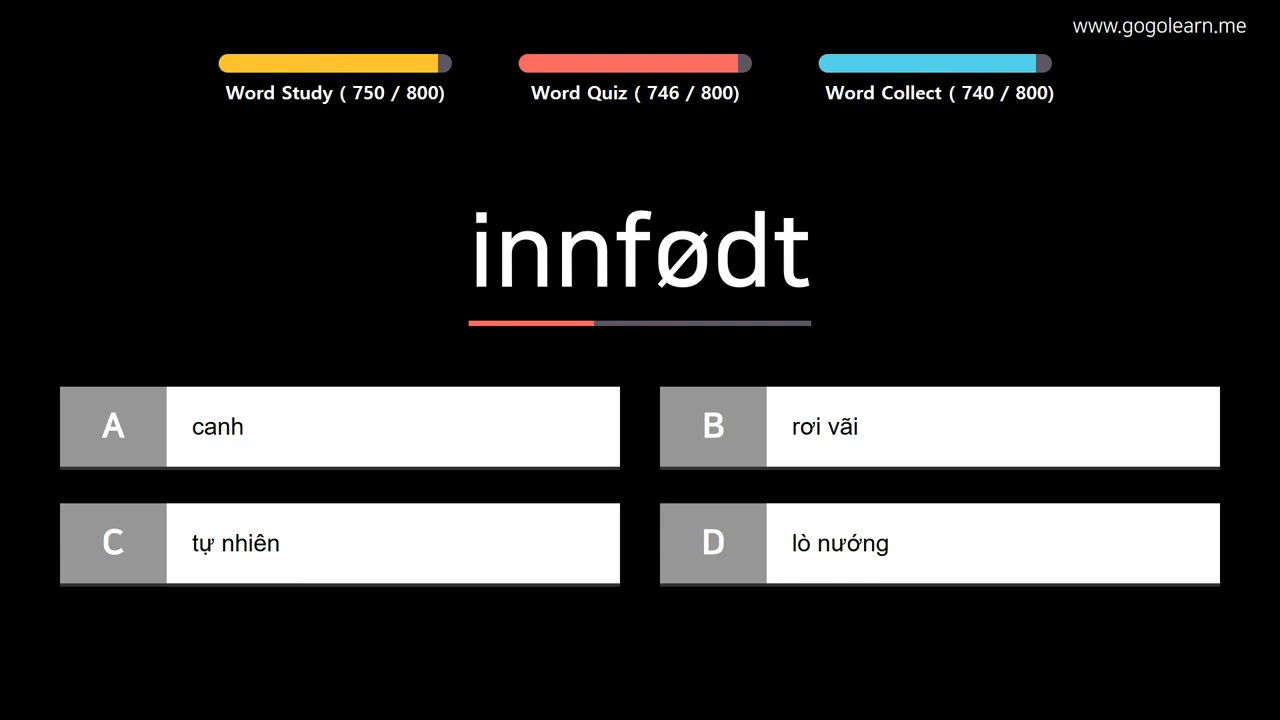 www.gogolearn.me
Word Study ( 750 / 800)
Word Quiz ( 746 / 800)
Word Collect ( 740 / 800)
innfødt
A canh
B rơi vãi
C tự nhiên
D lò nướng